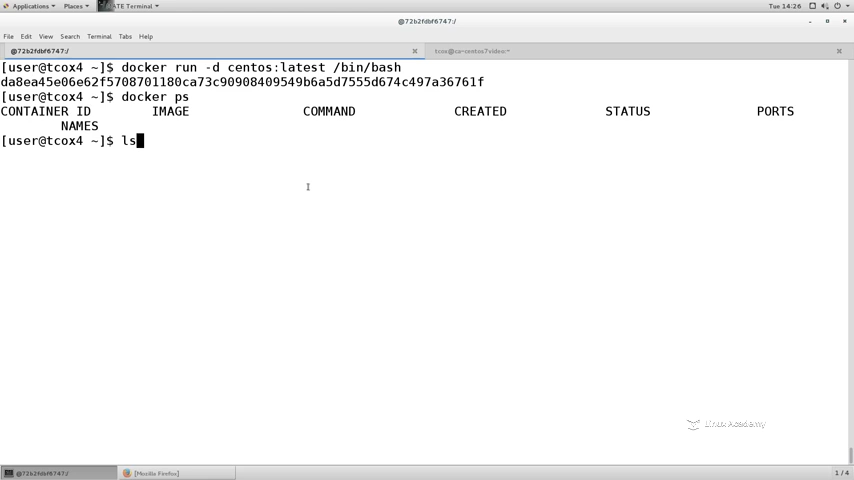 Applications Places MATE Terminal Tue 14:26
@72b2fdbf6747:/
File Edit View Search Terminal Tabs Help
@72b2fdbf6747:/ tcox@ca-centos7video:~
[user@tcox4 ~]$ docker run -d centos:latest /bin/bash
da8ea45e06e62f5708701180ca73c90908409549b6a5d7555d674c497a36761f
[user@tcox4 ~]$ docker ps
CONTAINER ID IMAGE COMMAND CREATED STATUS PORTS
NAMES
[user@tcox4 ~]$ ls
Linux Academy
@72b2fdbf6747:/ [Mozilla Firefox] 1 / 4